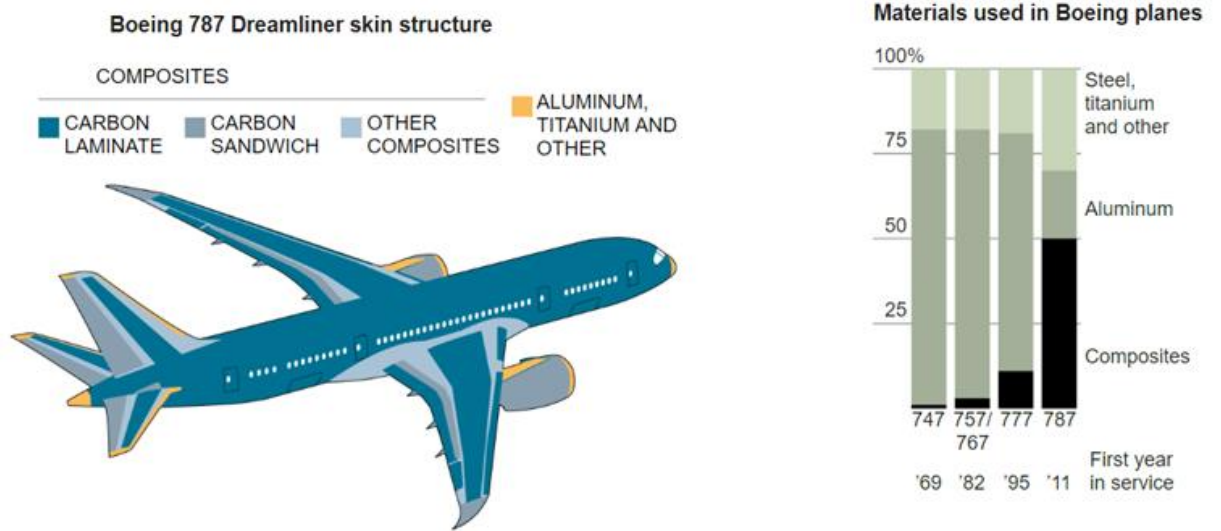 Boeing 787 Dreamliner skin structure
COMPOSITES
CARBON
LAMINATE
CARBON
SANDWICH
OTHER
COMPOSITES
ALUMINUM,
TITANIUM AND
OTHER
Materials used in Boeing planes
100%
75
50
25
Steel,
titanium
and other
Aluminum
Composites
747 757/ 777 787
767
First year
'69 '82 '95 '11 in service